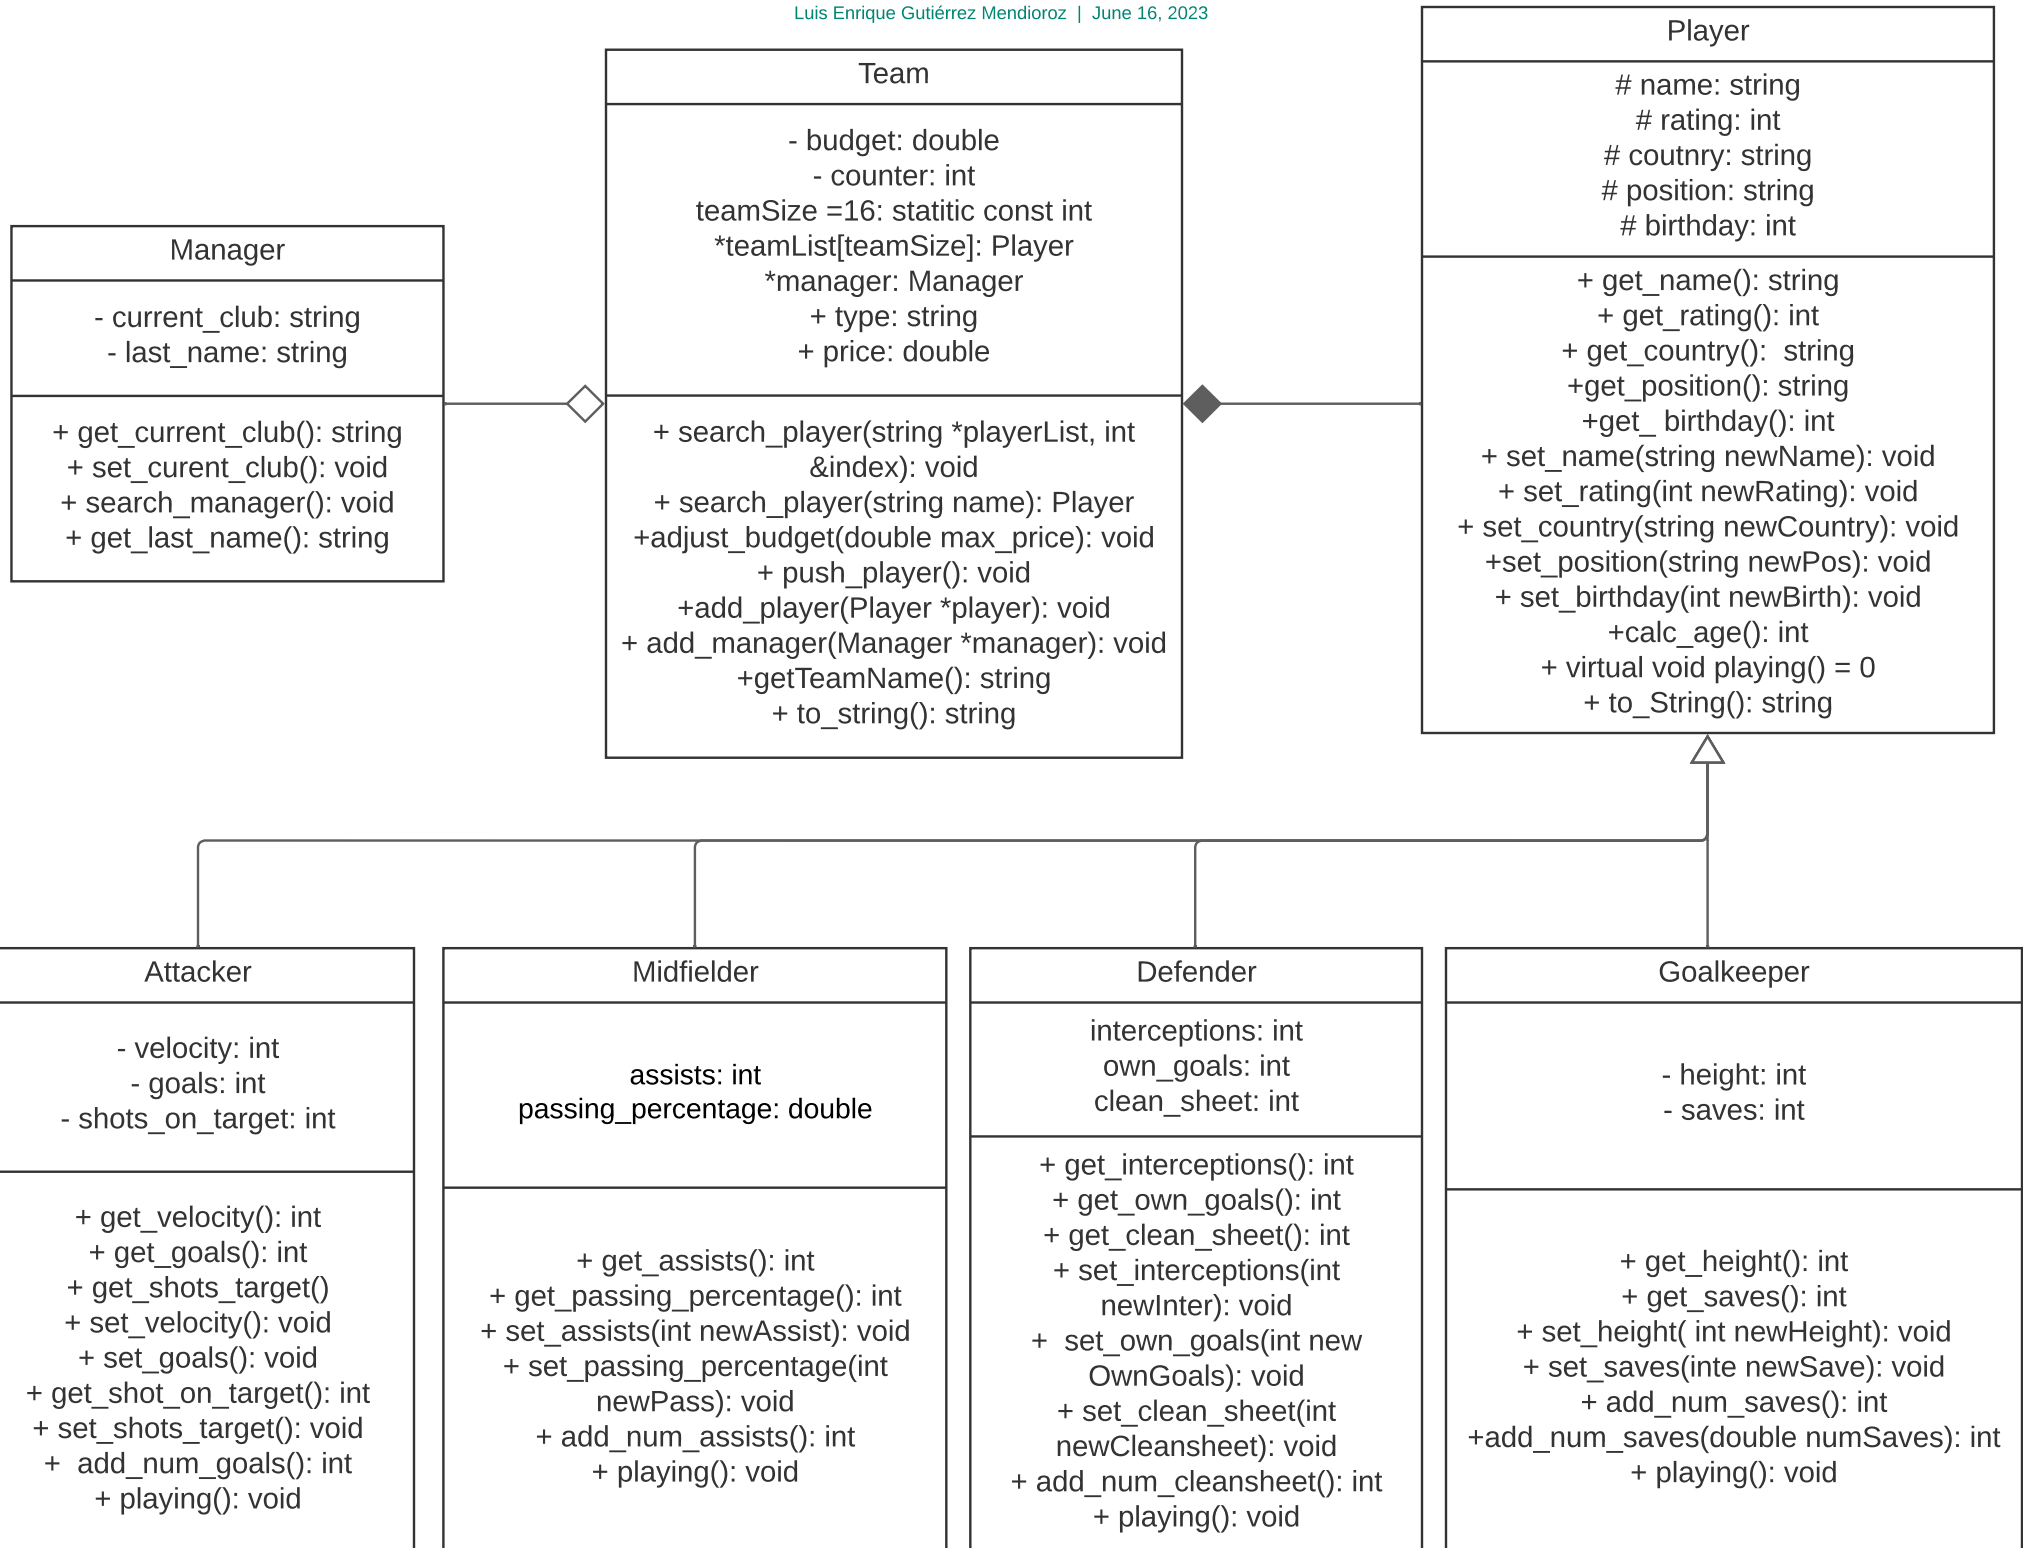 Luis Enrique Gutiérrez Mendioroz | June 16, 2023
Manager
- current_club: string
- last_name: string
+ get_current_club(): string
+ set_curent_club(): void
+ search_manager(): void
+ get_last_name(): string
Team
- budget: double
- counter: int
teamSize =16: statitic const int
*teamList[teamSize]: Player
*manager: Manager
+ type: string
+ price: double
+ search_player(string *playerList, int
&index): void
+ search_player(string name): Player
+adjust_budget(double max_price): void
+ push_player(): void
+add_player(Player *player): void
+ add_manager(Manager *manager): void
+getTeamName(): string
+ to_string(): string
Player
# name: string
# rating: int
# coutnry: string
# position: string
# birthday: int
+ get_name(): string
+ get_rating(): int
+ get_country():  string
+get_position(): string
+get_ birthday(): int
+ set_name(string newName): void
+ set_rating(int newRating): void
+ set_country(string newCountry): void
+set_position(string newPos): void
+ set_birthday(int newBirth): void
+calc_age(): int
+ virtual void playing() = 0
+ to_String(): string
Attacker
- velocity: int
- goals: int
- shots_on_target: int
+ get_velocity(): int
+ get_goals(): int
+ get_shots_target()
+ set_velocity(): void
+ set_goals(): void
+ get_shot_on_target(): int
+ set_shots_target(): void
+  add_num_goals(): int
+ playing(): void
Midfielder
assists: int
passing_percentage: double
+ get_assists(): int
+ get_passing_percentage(): int
+ set_assists(int newAssist): void
+ set_passing_percentage(int
newPass): void
+ add_num_assists(): int
+ playing(): void
Defender
interceptions: int
own_goals: int
clean_sheet: int
+ get_interceptions(): int
+ get_own_goals(): int
+ get_clean_sheet(): int
+ set_interceptions(int
newInter): void
+  set_own_goals(int new
OwnGoals): void
+ set_clean_sheet(int
newCleansheet): void
+ add_num_cleansheet(): int
+ playing(): void
Goalkeeper
- height: int
- saves: int
+ get_height(): int
+ get_saves(): int
+ set_height( int newHeight): void
+ set_saves(inte newSave): void
+ add_num_saves(): int
+add_num_saves(double numSaves): int
+ playing(): void